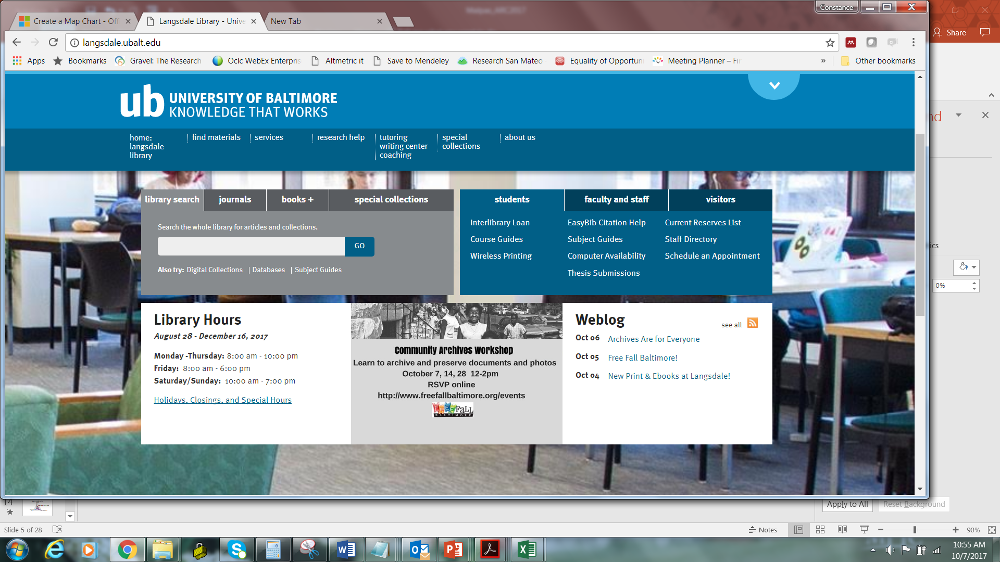 Constance
Create a Map Chart - Off
Langsdale Library - Unive
New Tab
langsdale.ubalt.edu
Share
Apps
Bookmarks
Gravel: The Research
Oclc WebEx Enterpris
Altmetric it
Save to Mendeley
Research San Mateo
Equality of Opportuni
Meeting Planner – Fin
»
Other bookmarks
ub
UNIVERSITY OF BALTIMORE
KNOWLEDGE THAT WORKS
nd
home:
langsdale
library
find materials
services
research help
tutoring
writing center
coaching
special
collections
about us
library search
journals
books +
special collections
Search the whole library for articles and collections.
GO
Also try: Digital Collections | Databases | Subject Guides
students
faculty and staff
visitors
Interlibrary Loan
Course Guides
Wireless Printing
EasyBib Citation Help
Subject Guides
Computer Availability
Thesis Submissions
Current Reserves List
Staff Directory
Schedule an Appointment
ics
0%
Library Hours
August 28 - December 16, 2017
Monday -Thursday: 8:00 am - 10:00 pm
Friday: 8:00 am - 6:00 pm
Saturday/Sunday: 10:00 am - 7:00 pm
Holidays, Closings, and Special Hours
Community Archives Workshop
Learn to archive and preserve documents and photos
October 7, 14, 28 12-2pm
RSVP online
http://www.freefallbaltimore.org/events
FREE FALL
BALTIMORE
Weblog
see all
Oct 06 Archives Are for Everyone
Oct 05 Free Fall Baltimore!
Oct 04 New Print & Ebooks at Langsdale!
14
Apply to All
Reset Background
Slide 5 of 28
Notes
90%
10:55 AM
10/7/2017